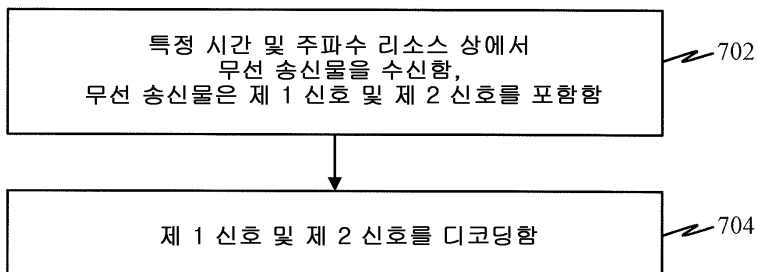 특정 시간 및 주파수 리소스 상에서
무선 송신물을 수신함,
무선 송신물은 제 1 신호 및 제 2 신호를 포함함
702
제 1 신호 및 제 2 신호를 디코딩함
704